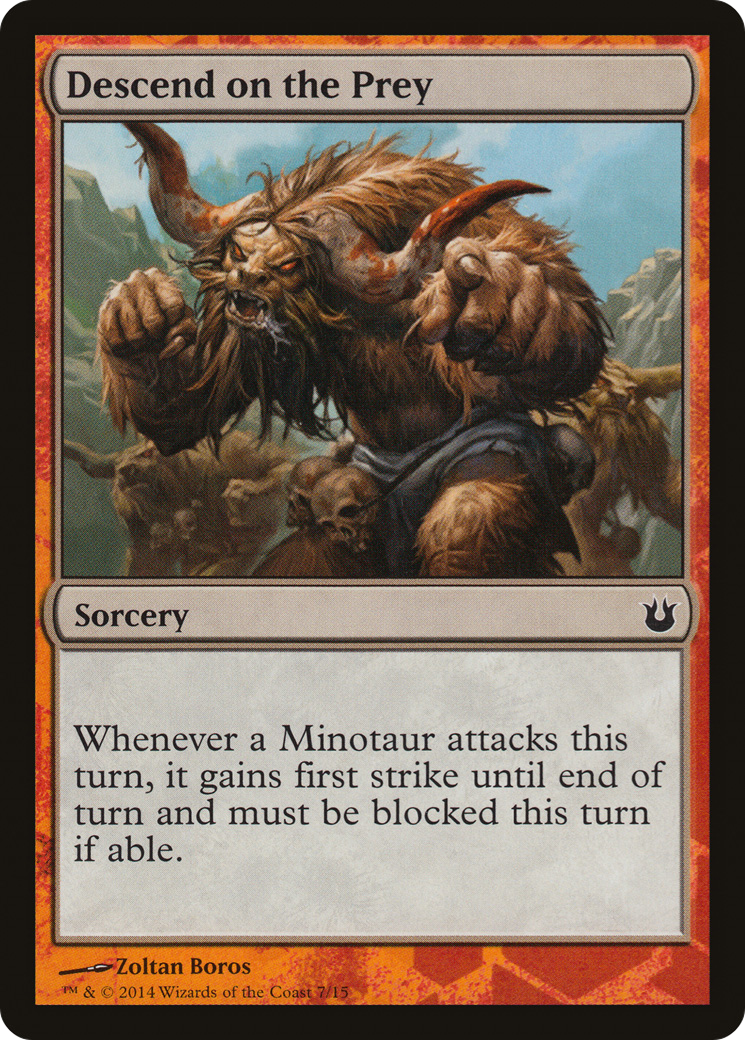 Descend on the Prey
Sorcery
Whenever a Minotaur attacks this
turn, it gains first strike until end of
turn and must be blocked this turn
if able.
Zoltan Boros
™ & © 2014 Wizards of the Coast 7/15